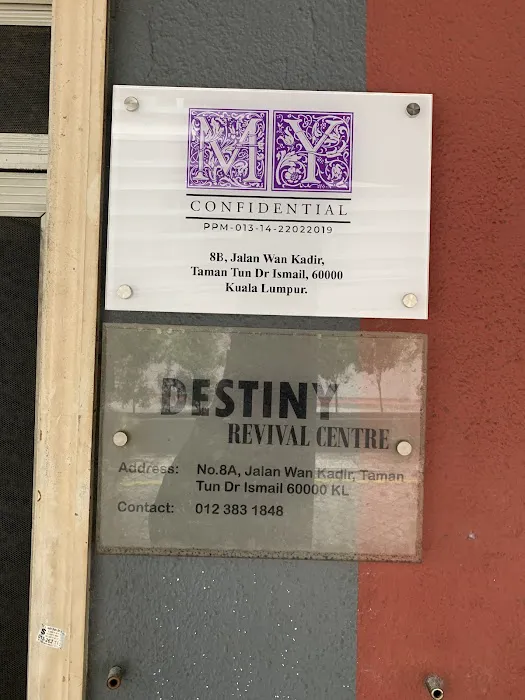 MY
CONFIDENTIAL
PPM-013-14-22022019
8B, Jalan Wan Kadir,
Taman Tun Dr Ismail, 60000
Kuala Lumpur.
DESTINY
REVIVAL CENTRE
Address: No.8A, Jalan Wan Kadir, Taman
Tun Dr Ismail 60000 KL
Contact: 012 383 1848